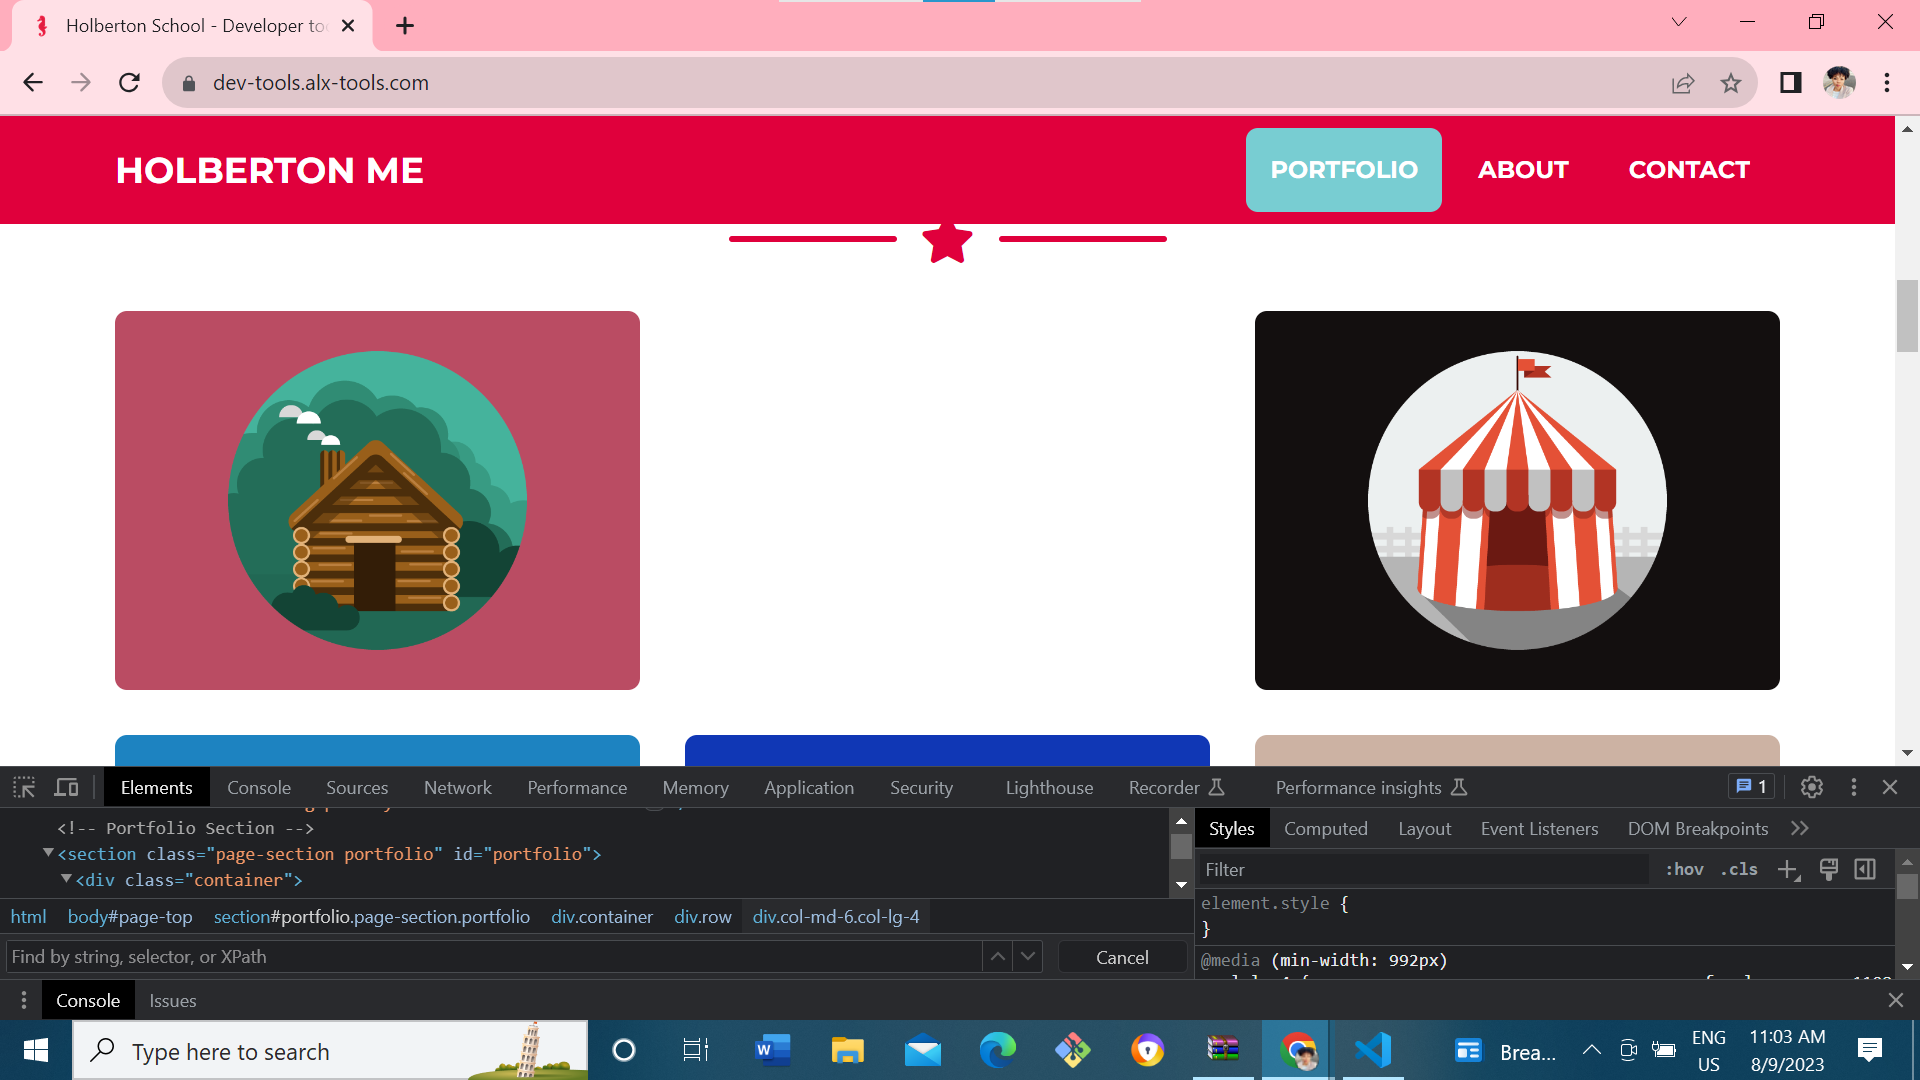 Holberton School - Developer too
dev-tools.alx-tools.com
HOLBERTON ME
PORTFOLIO
ABOUT
CONTACT
Elements
Console
Sources
Network
Performance
Memory
Application
Security
Lighthouse
Recorder
Performance insights
1
<!-- Portfolio Section -->
<section class="page-section portfolio" id="portfolio">
<div class="container">
html
body#page-top
section#portfolio.page-section.portfolio
div.container
div.row
div.col-md-6.col-lg-4
Find by string, selector, or XPath
Cancel
Styles
Computed
Layout
Event Listeners
DOM Breakpoints
Filter
:hov
.cls
element.style {
}
@media (min-width: 992px)
Console
Issues
Type here to search
Brea...
ENG
US
11:03 AM
8/9/2023